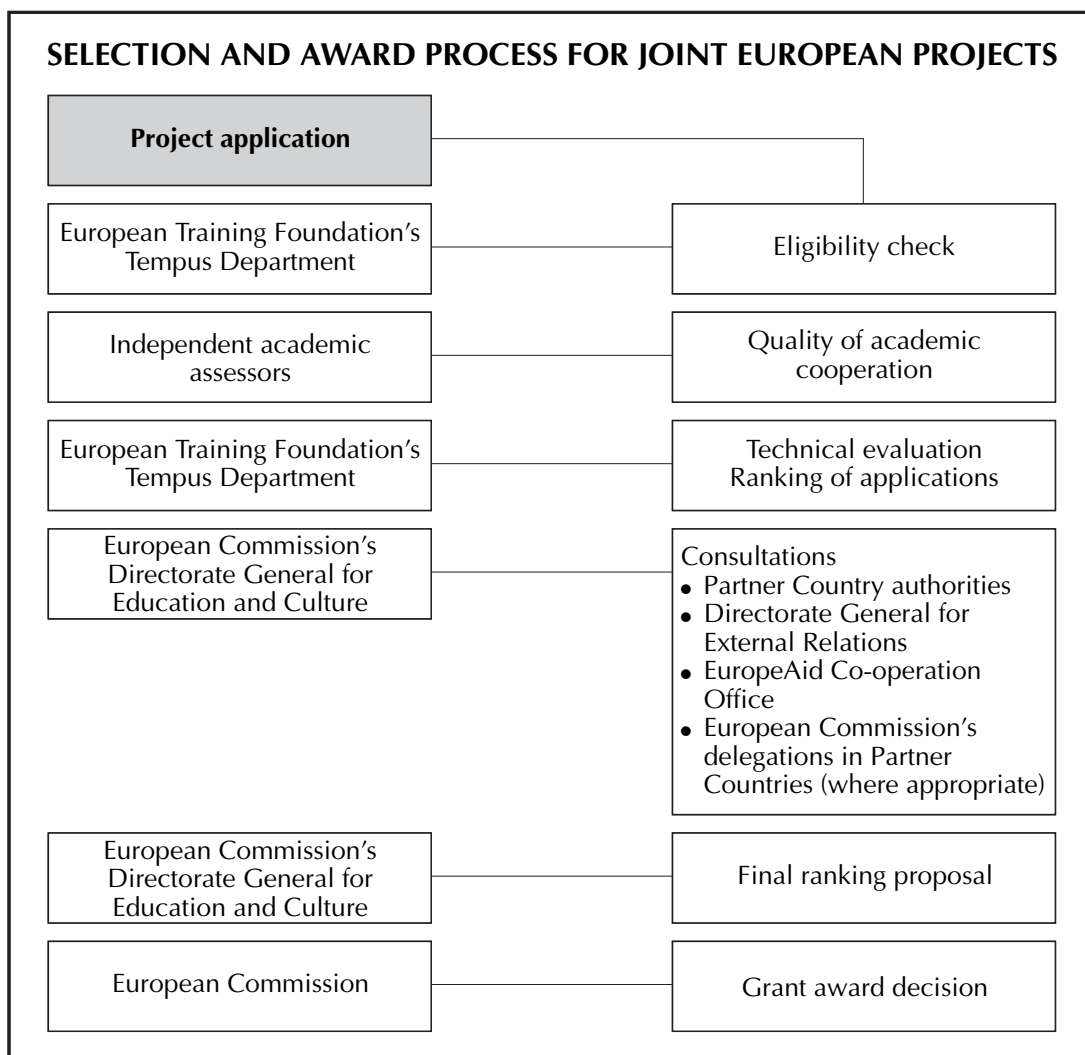 SELECTION AND AWARD PROCESS FOR JOINT EUROPEAN PROJECTS
Project application
European Training Foundation's
Tempus Department
Eligibility check
Independent academic
assessors
Quality of academic
cooperation
European Training Foundation's
Tempus Department
Technical evaluation
Ranking of applications
European Commission's
Directorate General for
Education and Culture
Consultations
● Partner Country authorities
● Directorate General for
External Relations
● EuropeAid Co-operation
Office
● European Commission's
delegations in Partner
Countries (where appropriate)
European Commission's
Directorate General for
Education and Culture
Final ranking proposal
European Commission
Grant award decision